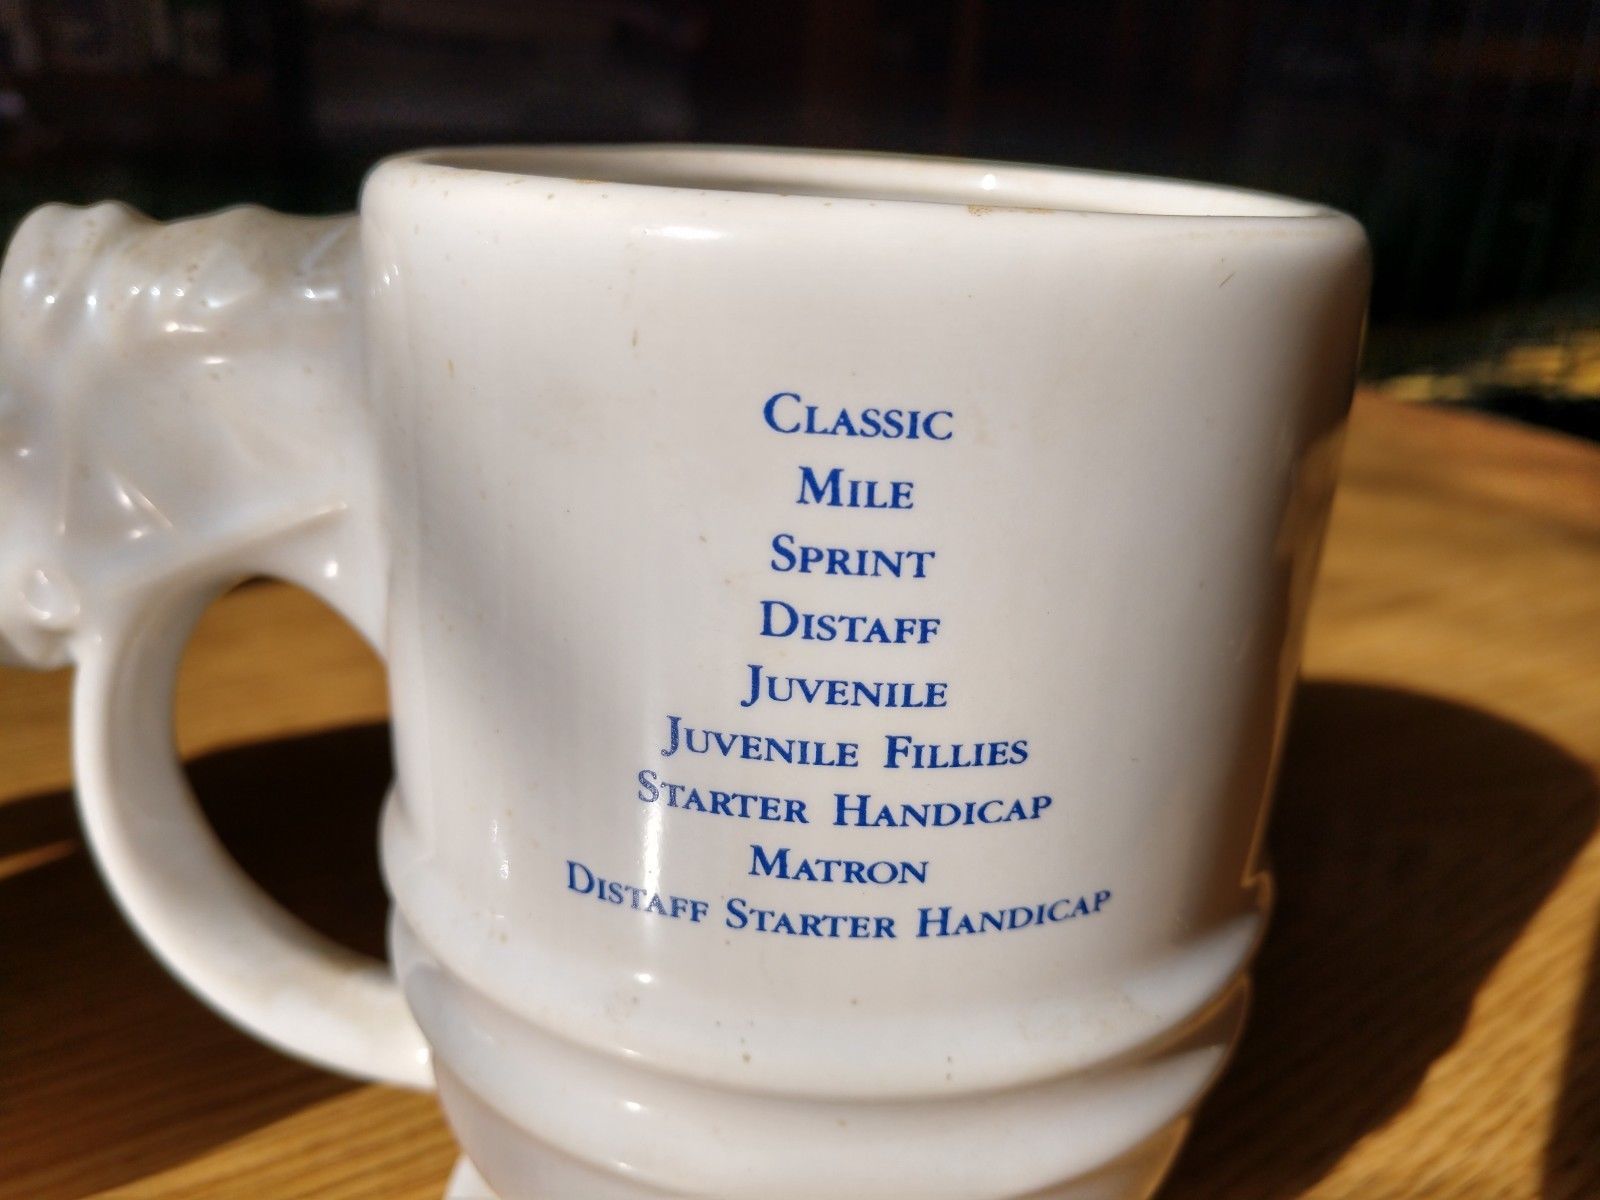 Classic
Mile
Sprint
Distaff
Juvenile
Juvenile Fillies
Starter Handicap
Matron
Distaff Starter Handicap